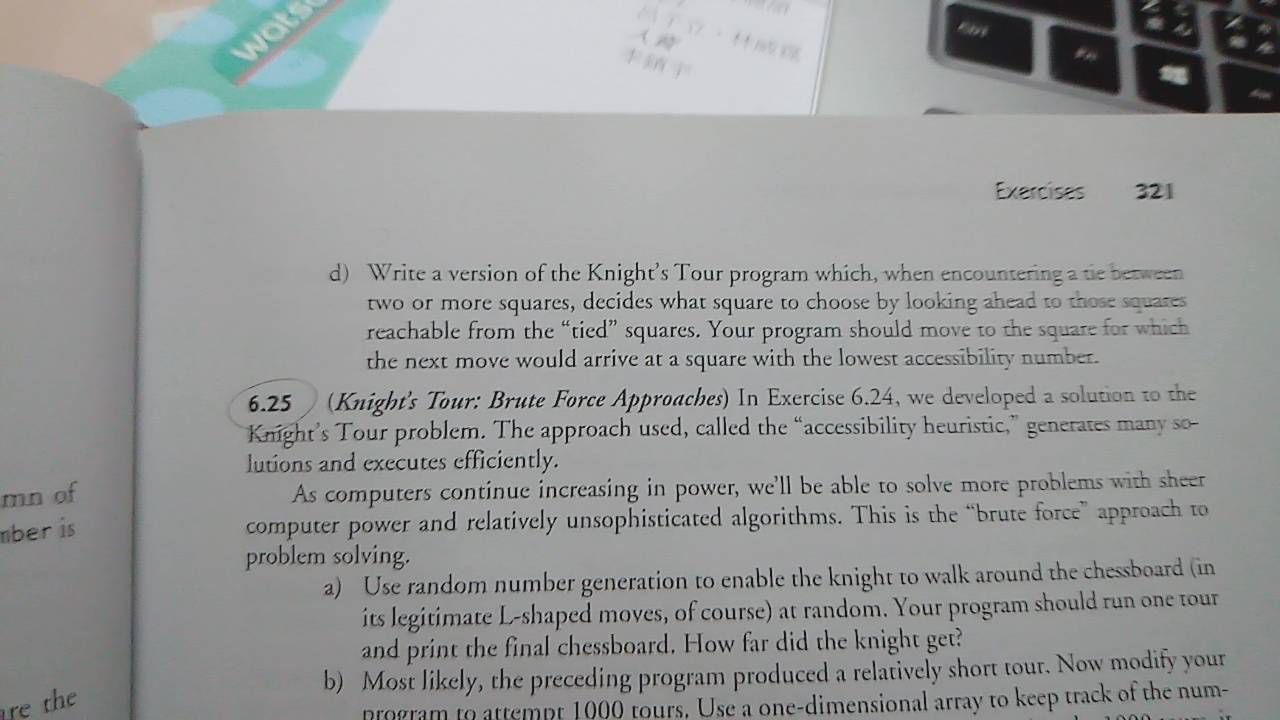 wats
Ctrl
Fn
Exercises 321
d) Write a version of the Knight's Tour program which, when encountering a tie between
two or more squares, decides what square to choose by looking ahead to those squares
reachable from the “tied” squares. Your program should move to the square for which
the next move would arrive at a square with the lowest accessibility number.
6.25 (Knight's Tour: Brute Force Approaches) In Exercise 6.24, we developed a solution to the
Knight's Tour problem. The approach used, called the “accessibility heuristic,” generates many so-
lutions and executes efficiently.
As computers continue increasing in power, we'll be able to solve more problems with sheer
computer power and relatively unsophisticated algorithms. This is the “brute force” approach to
problem solving.
a) Use random number generation to enable the knight to walk around the chessboard (in
its legitimate L-shaped moves, of course) at random. Your program should run one tour
and print the final chessboard. How far did the knight get?
b) Most likely, the preceding program produced a relatively short tour. Now modify your
program to attempt 1000 tours. Use a one-dimensional array to keep track of the num-
mn of
mber is
are the